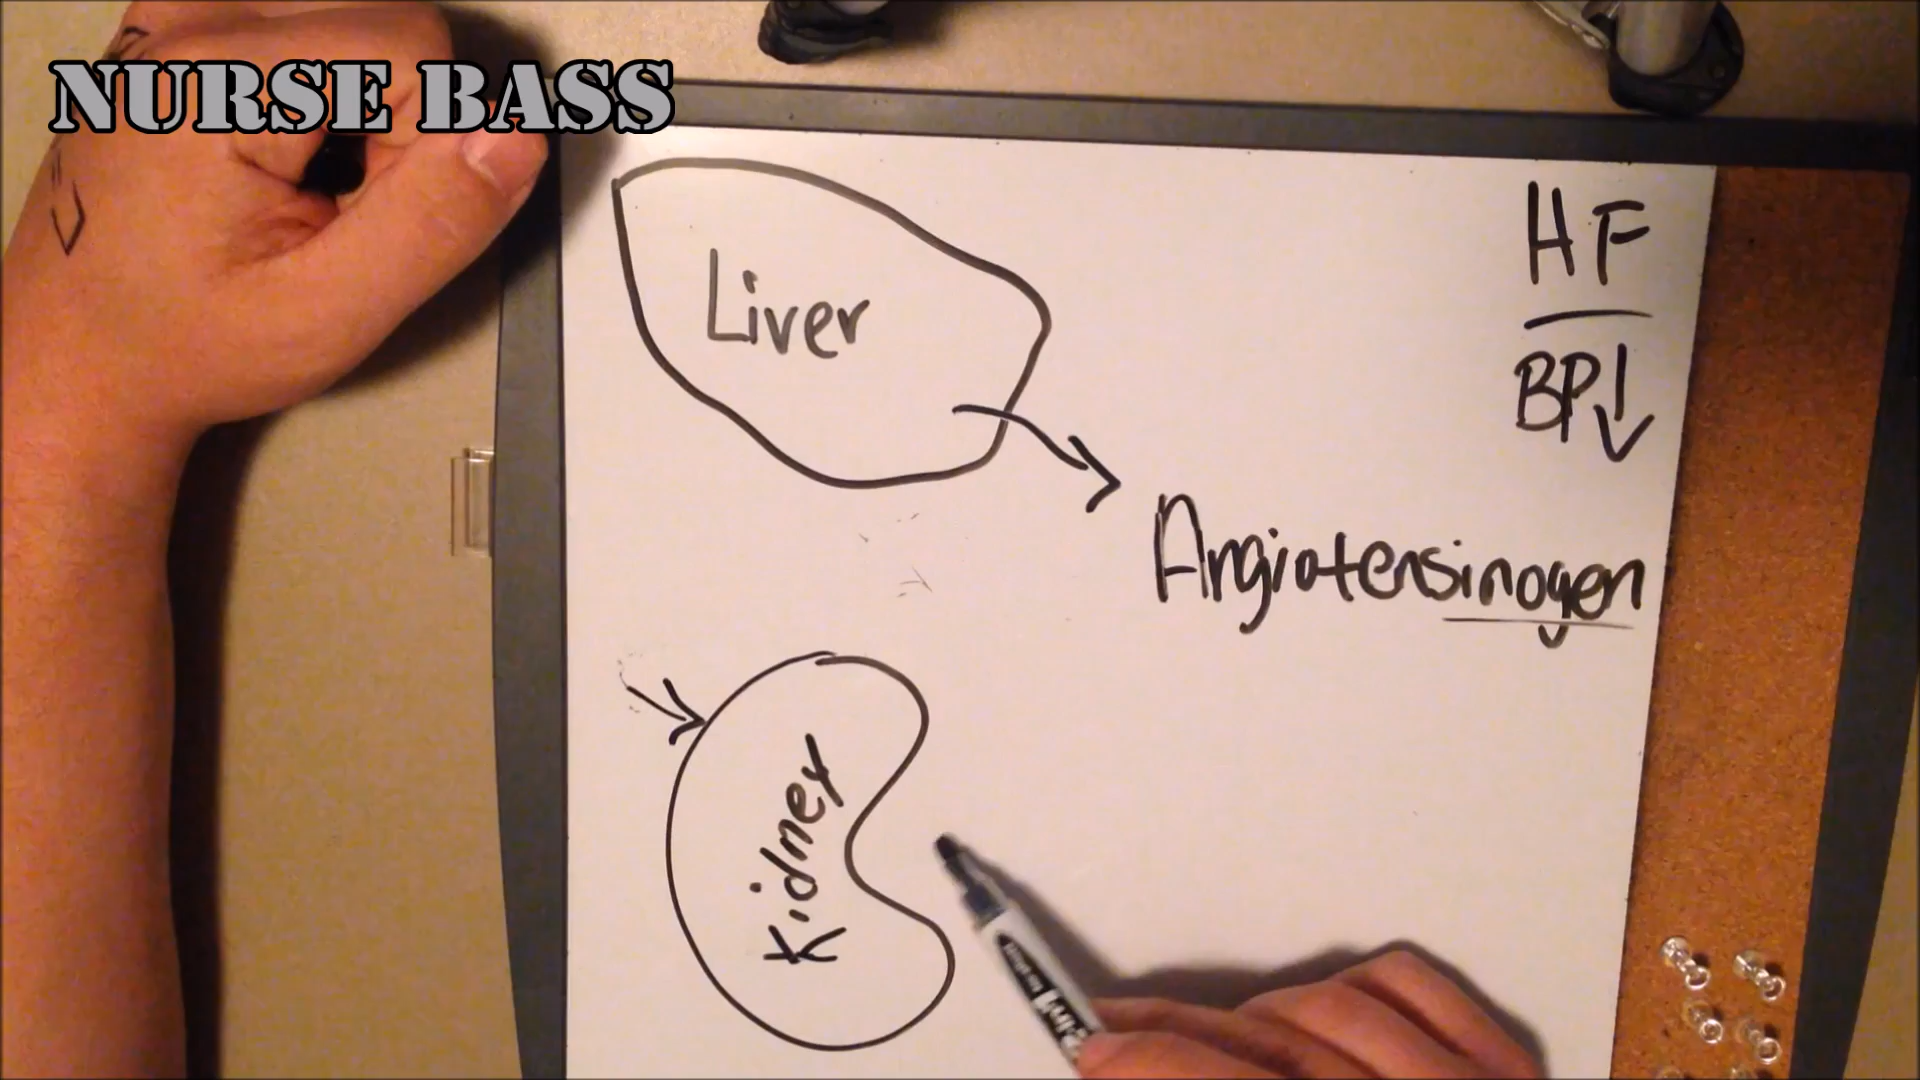 NURSE BASS
Liver
HF
BP↓
Angiotensinogen
Kidney